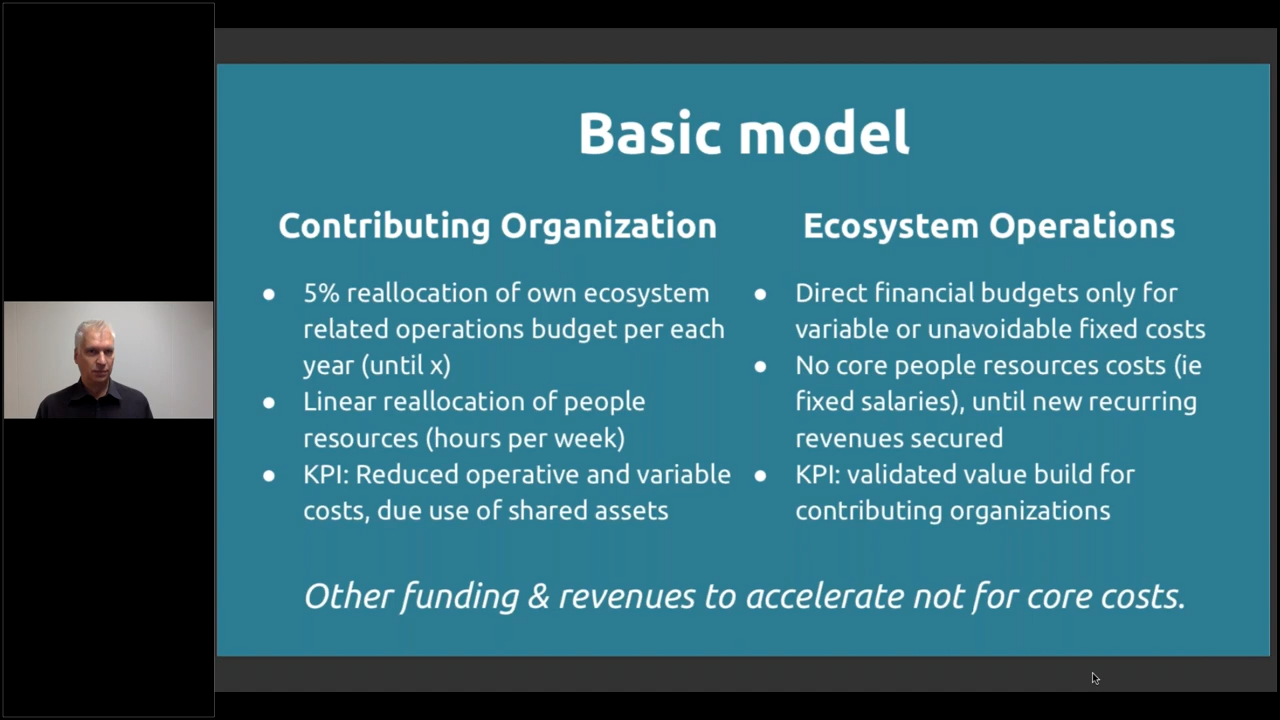 Basic model
Contributing Organization
● 5% reallocation of own ecosystem
related operations budget per each
year (until x)
● Linear reallocation of people
resources (hours per week)
● KPI: Reduced operative and variable
costs, due use of shared assets
Ecosystem Operations
● Direct financial budgets only for
variable or unavoidable fixed costs
● No core people resources costs (ie
fixed salaries), until new recurring
revenues secured
● KPI: validated value build for
contributing organizations
Other funding & revenues to accelerate not for core costs.